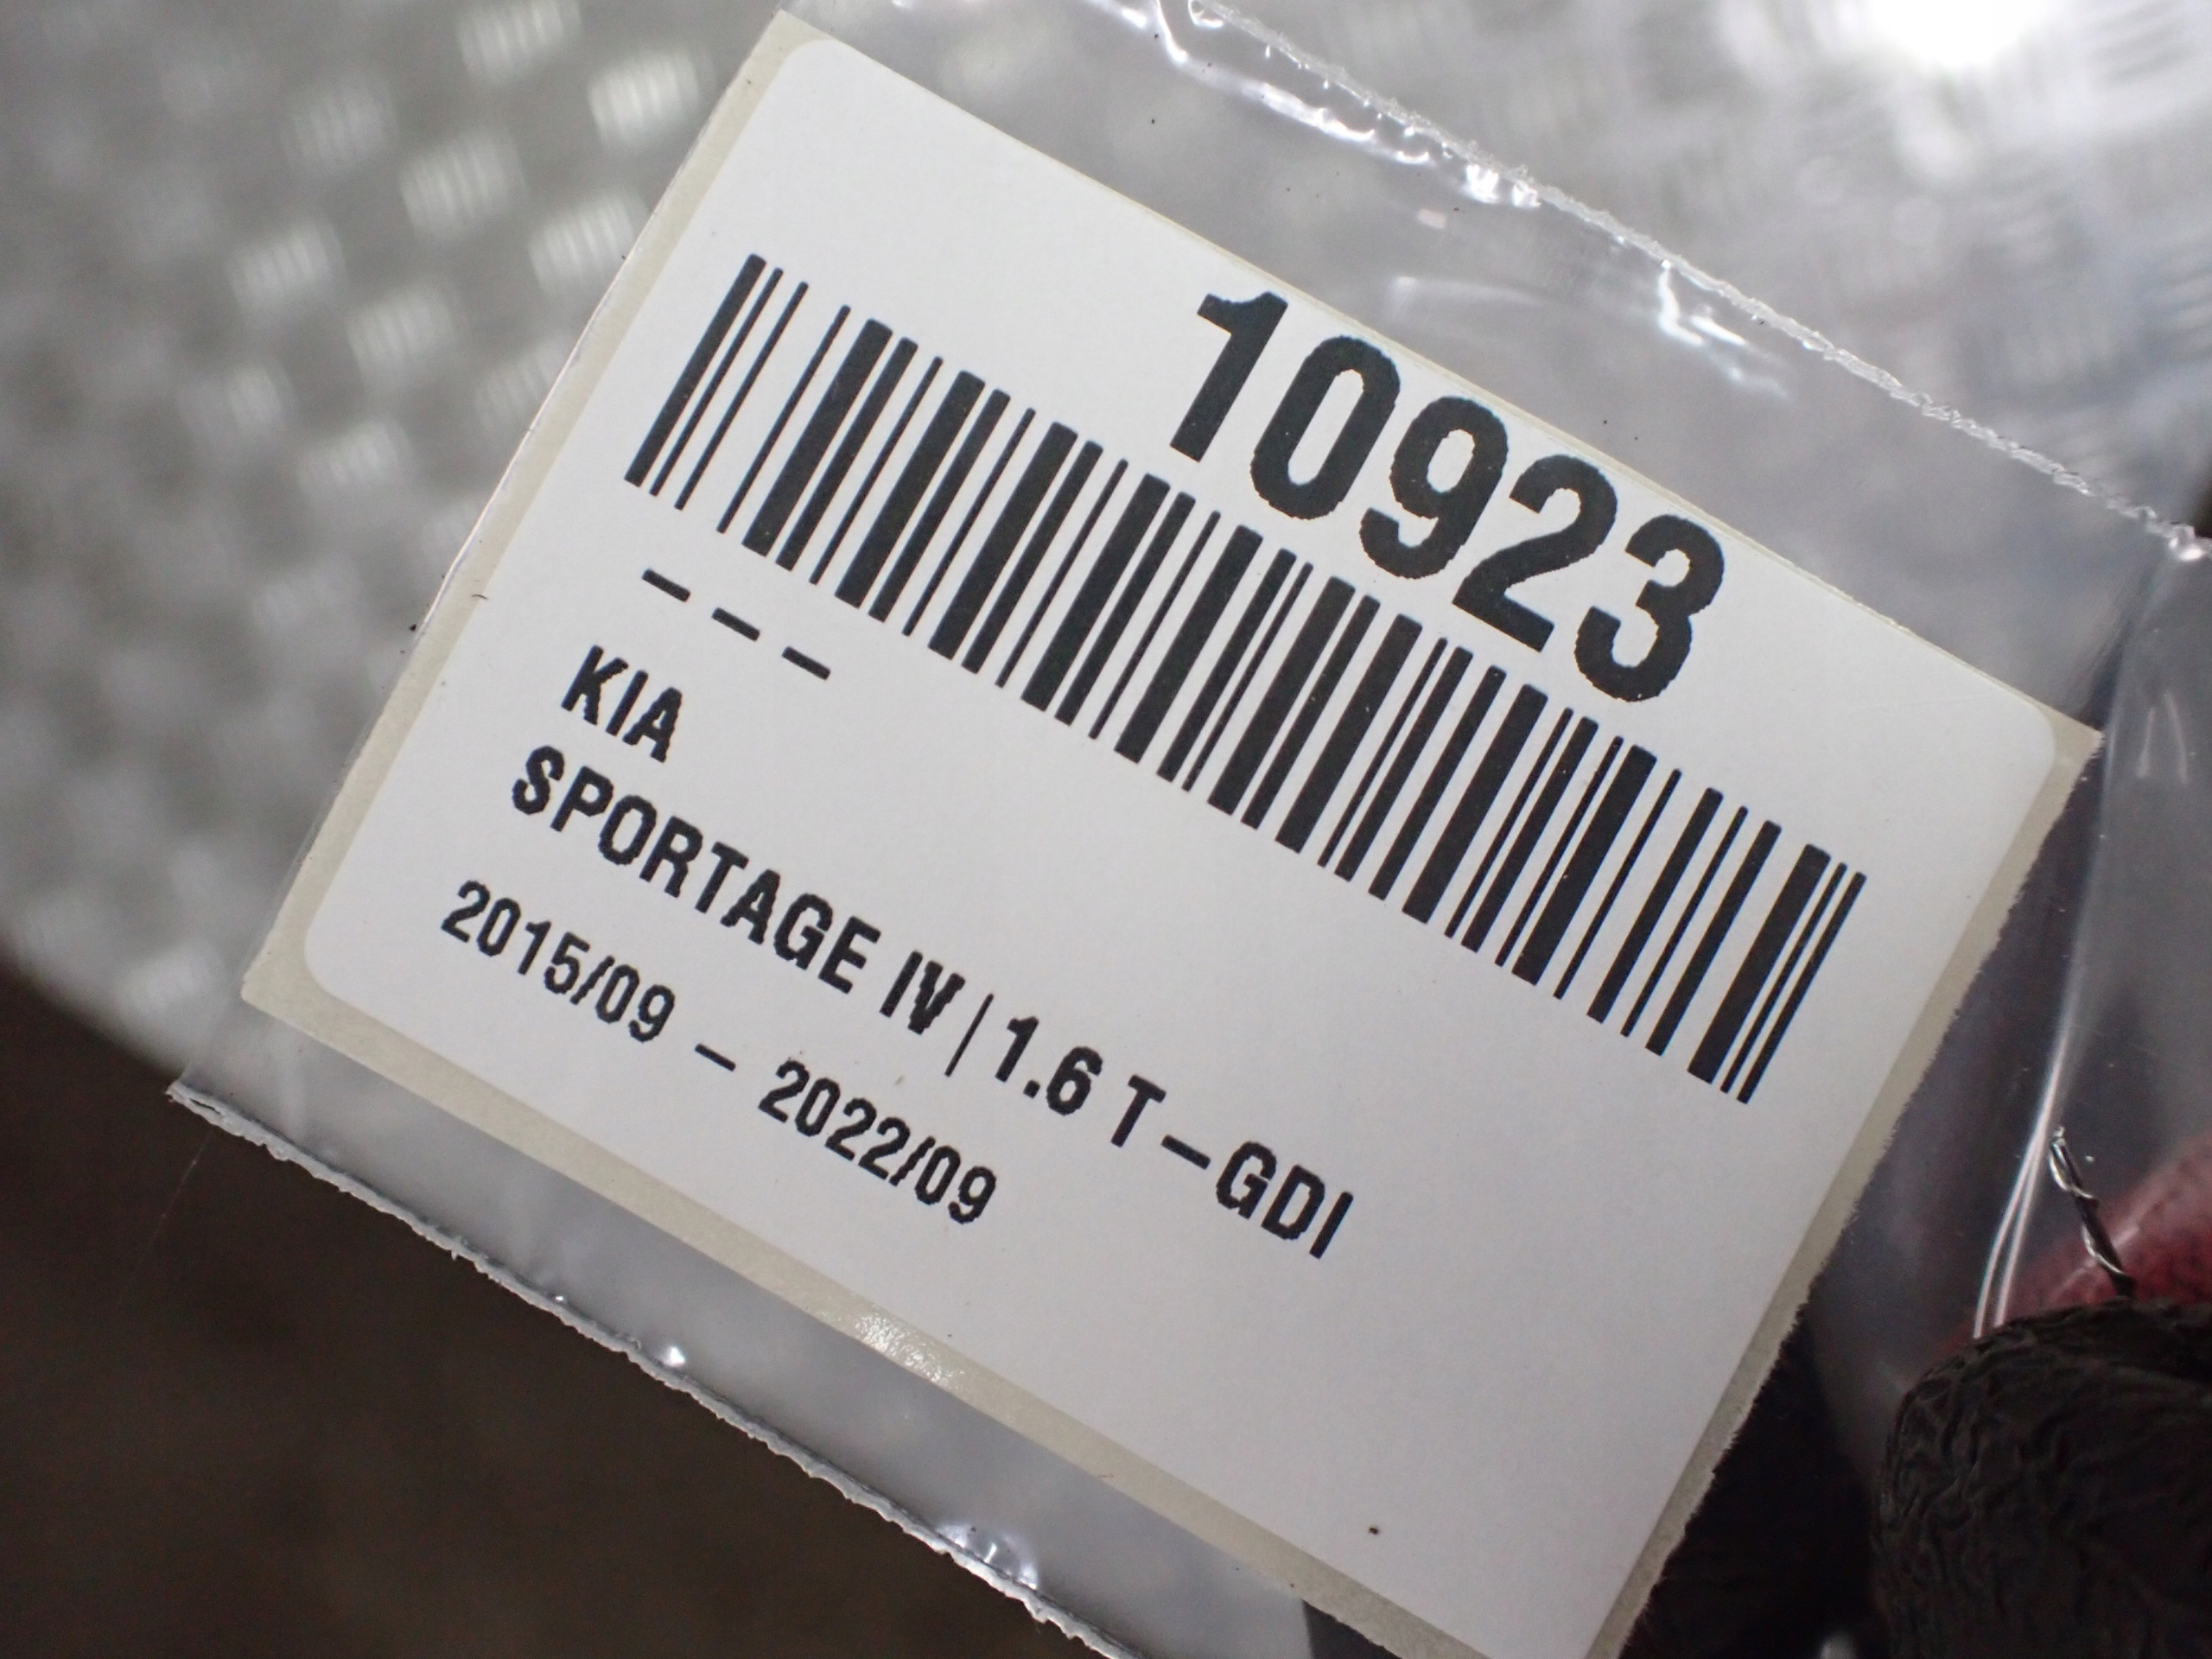 10923
– – –
KIA
SPORTAGE IV | 1.6 T-GDI
2015/09 – 2022/09